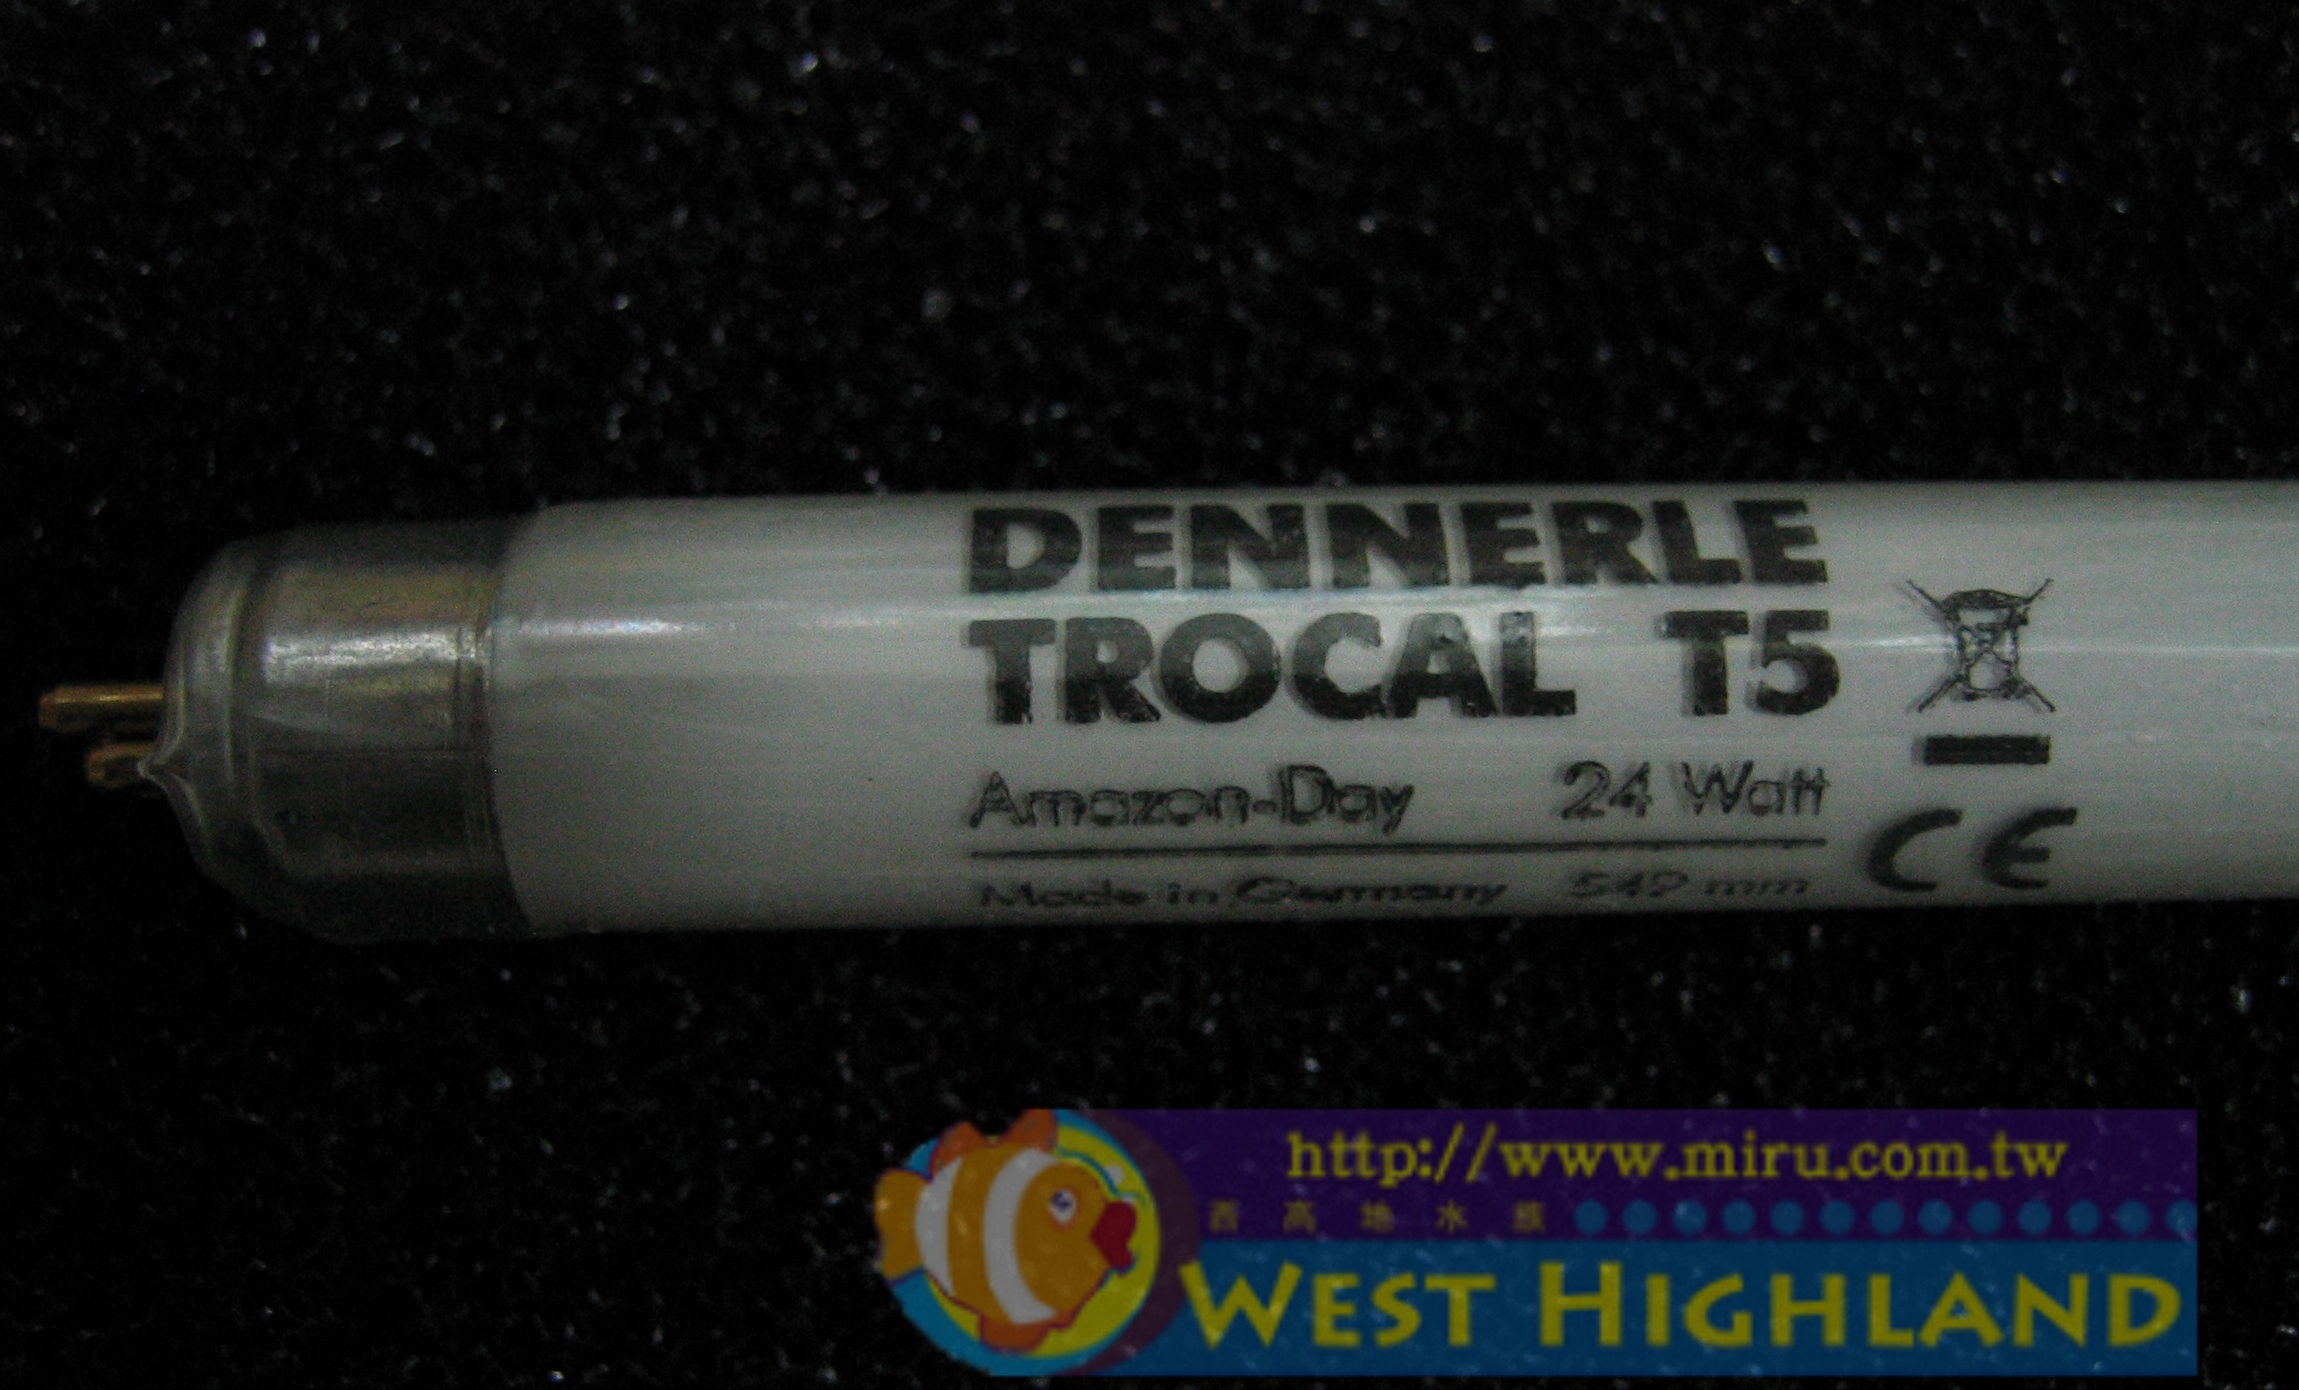 DENNERLE
TROCAL T5
Amazon-Day 24 Watt
Made in Germany 549 mm
CE
http://www.miru.com.tw
西高地水族
WEST HIGHLAND